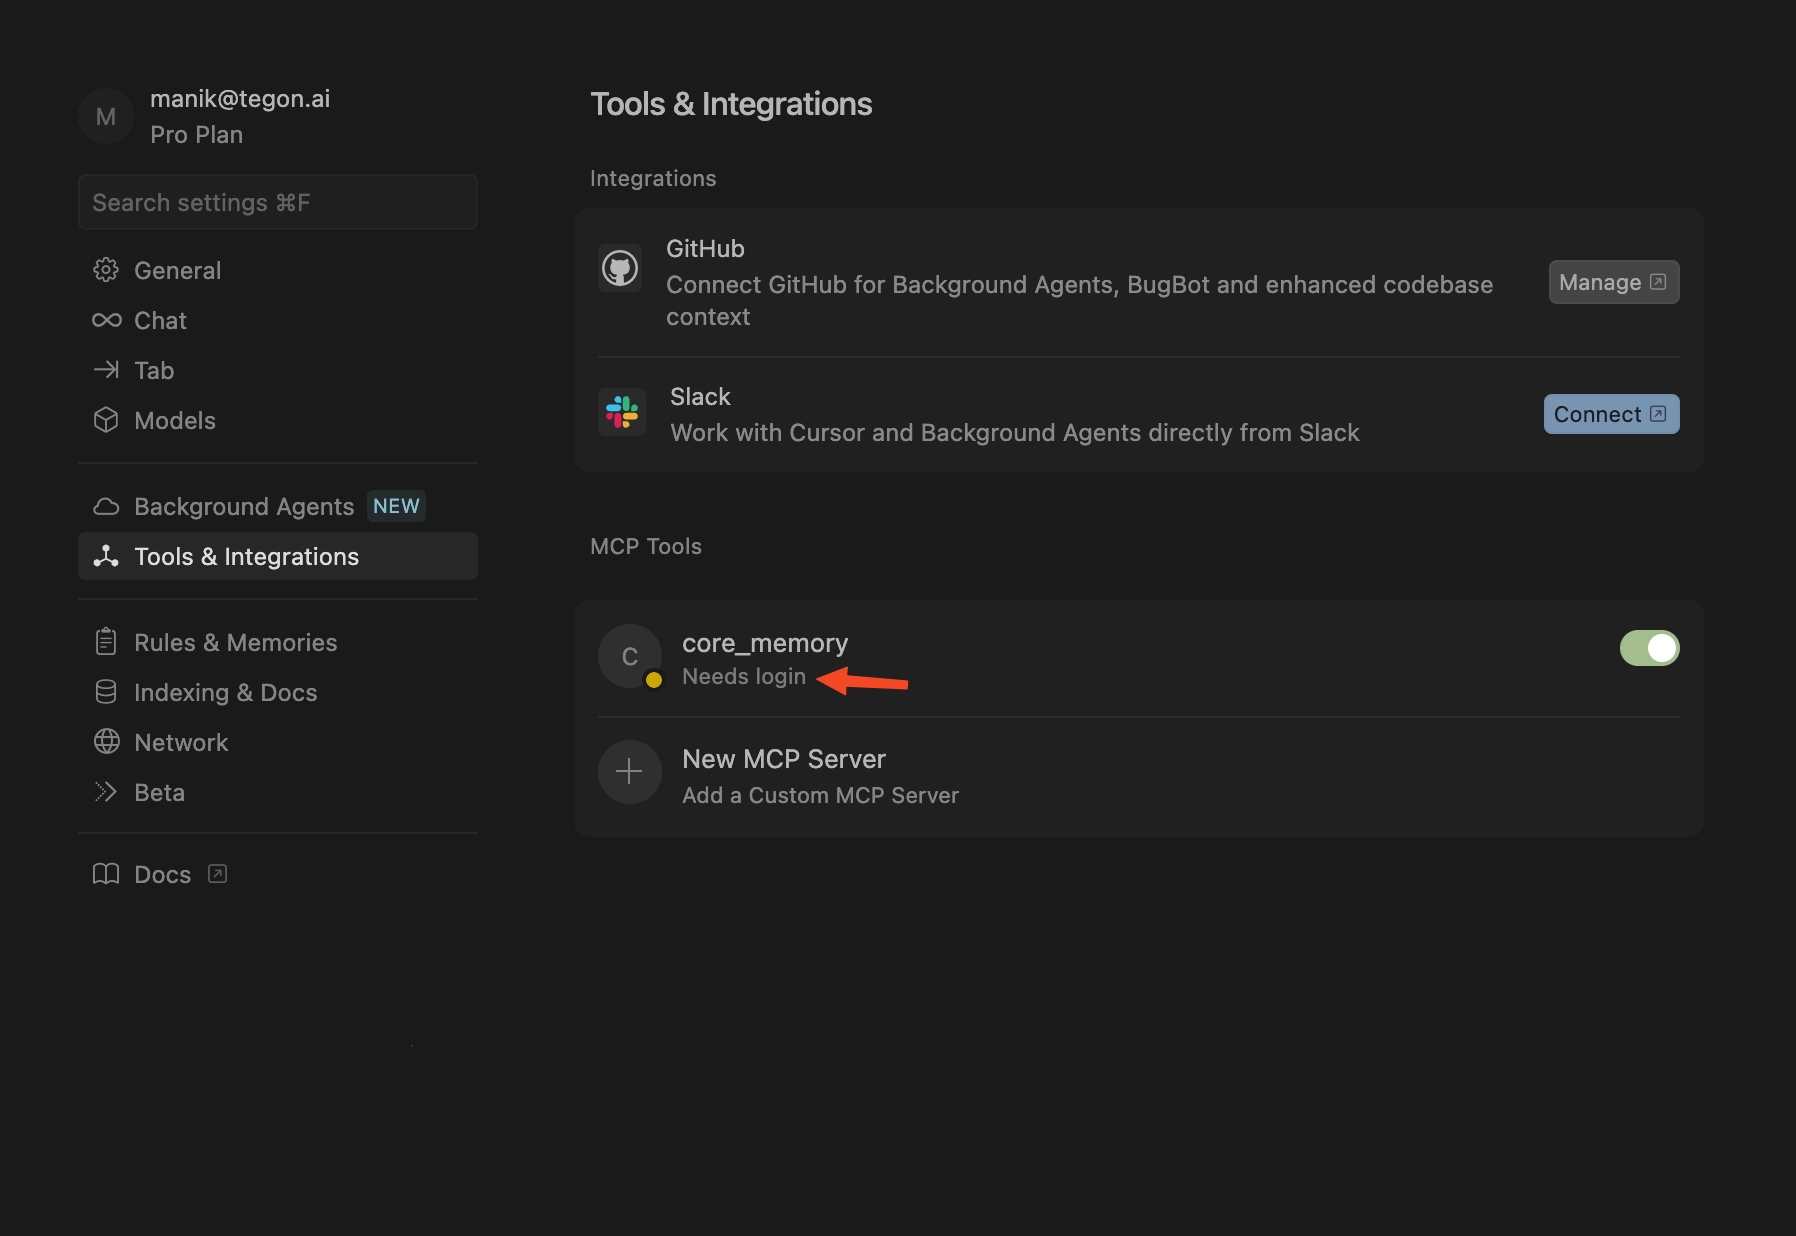 M
manik@tegon.ai
Pro Plan
Search settings ⌘F
General
Chat
Tab
Models
Background Agents NEW
Tools & Integrations
Rules & Memories
Indexing & Docs
Network
Beta
Docs
Tools & Integrations
Integrations
GitHub
Connect GitHub for Background Agents, BugBot and enhanced codebase
context
Manage
Slack
Work with Cursor and Background Agents directly from Slack
Connect
MCP Tools
C
core_memory
Needs login
New MCP Server
Add a Custom MCP Server